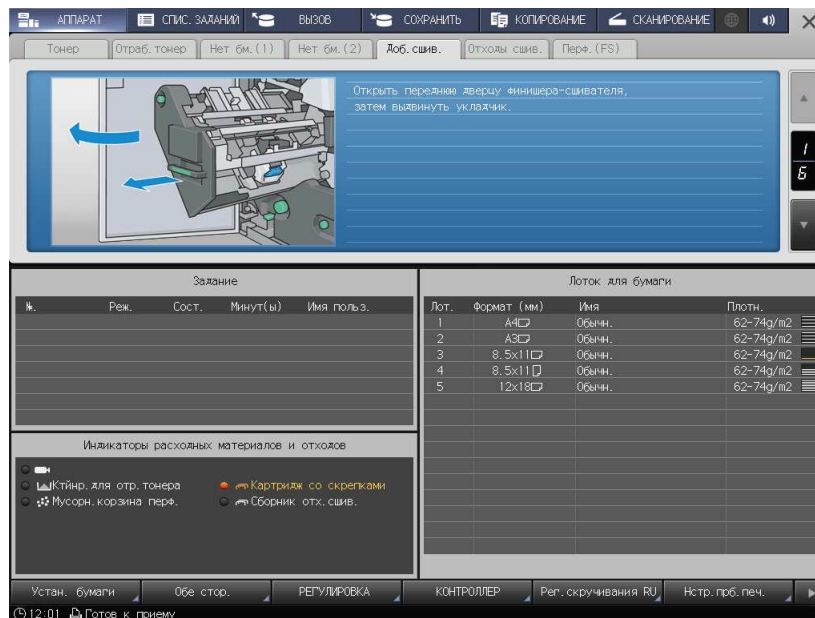 АППАРАТ СПИС. ЗАДАНИЙ ВЫЗОВ СОХРАНИТЬ КОПИРОВАНИЕ СКАНИРОВАНИЕ
Тонер Отраб. тонер Нет бм.(1) Нет бм.(2) Доб. сшив. Отходы сшив. Перф.(FS)
Открыть переднюю дверцу финишера-сшивателя,
затем выдвинуть укладчик.
1
6
Задание
№. Реж. Сост. Минут(ы) Имя польз.
Индикаторы расходных материалов и отходов
Ктйнр. для отр. тонера Картридж со скрепками
Мусорн. корзина перф. Сборник отх. сшив.
Лоток для бумаги
Лот. Формат (мм) Имя Плотн.
1 A4 Обычн. 62-74g/m2
2 A3 Обычн. 62-74g/m2
3 8.5x11 Обычн. 62-74g/m2
4 8.5x11 Обычн. 62-74g/m2
5 12x18 Обычн. 62-74g/m2
Устан. бумаги Обе стор. РЕГУЛИРОВКА КОНТРОЛЛЕР Рег. скручивания RU Нстр. прб. печ.
12:01 Готов к приему